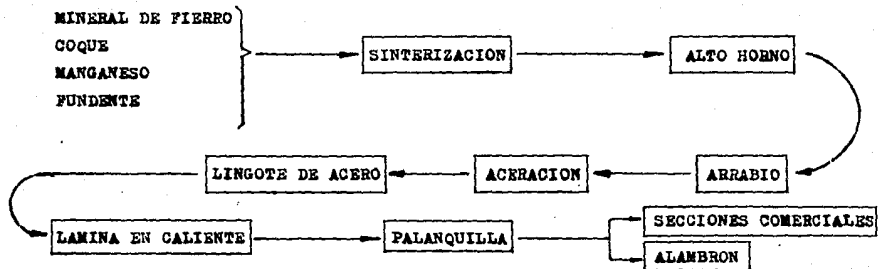 MINERAL DE FIERRO
COQUE
MANGANESO
FUNDENTE
SINTERIZACION
ALTO HORNO
ARRABIO
ACERACION
LINGOTE DE ACERO
LAMINA EN CALIENTE
PALANQUILLA
SECCIONES COMERCIALES
ALAMBRON